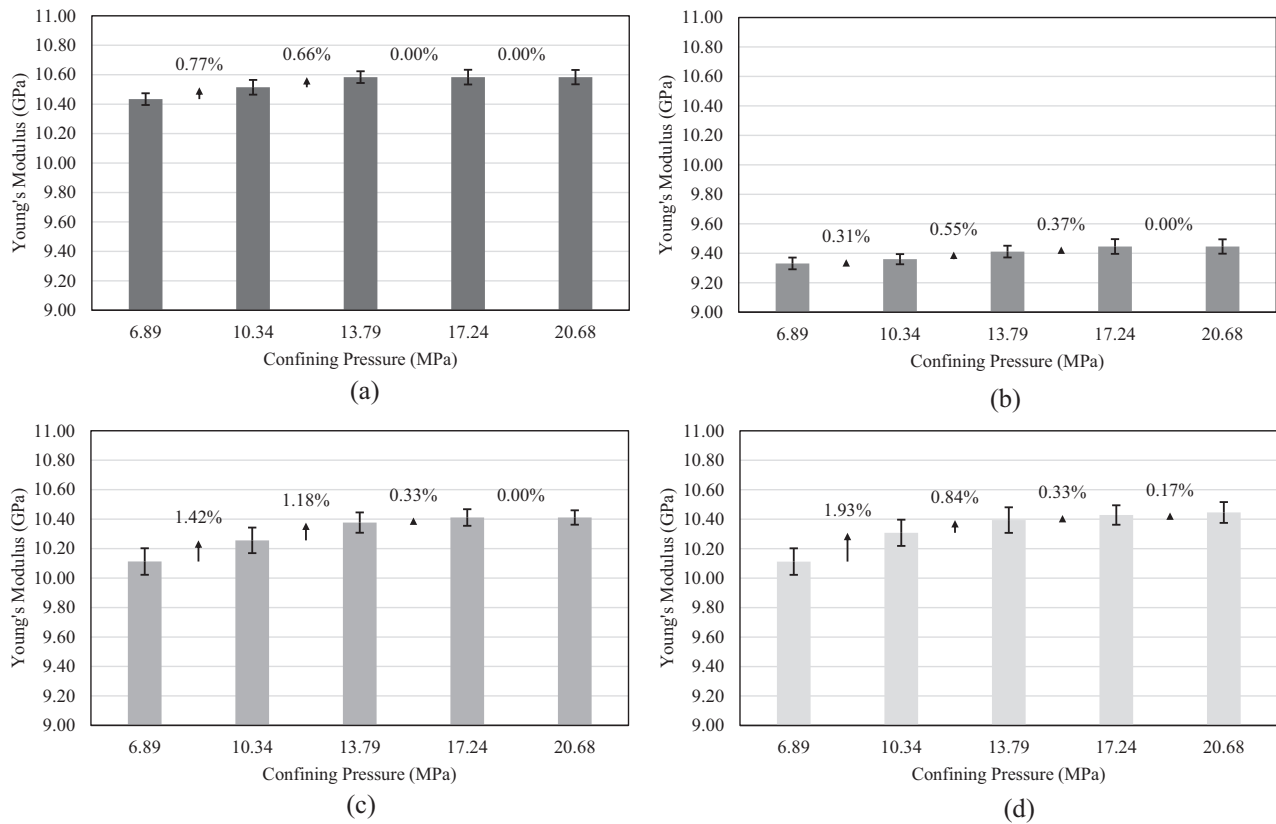 11.00
10.80
10.60
10.40
10.20
10.00
9.80
9.60
9.40
9.20
9.00
Young's Modulus (GPa)
0.77% 0.66% 0.00% 0.00%
6.89 10.34 13.79 17.24 20.68
Confining Pressure (MPa)
(a)
11.00
10.80
10.60
10.40
10.20
10.00
9.80
9.60
9.40
9.20
9.00
Young's Modulus (GPa)
0.31% 0.55% 0.37% 0.00%
6.89 10.34 13.79 17.24 20.68
Confining Pressure (MPa)
(b)
11.00
10.80
10.60
10.40
10.20
10.00
9.80
9.60
9.40
9.20
9.00
Young's Modulus (GPa)
1.42% 1.18% 0.33% 0.00%
6.89 10.34 13.79 17.24 20.68
Confining Pressure (MPa)
(c)
11.00
10.80
10.60
10.40
10.20
10.00
9.80
9.60
9.40
9.20
9.00
Young's Modulus (GPa)
1.93% 0.84% 0.33% 0.17%
6.89 10.34 13.79 17.24 20.68
Confining Pressure (MPa)
(d)